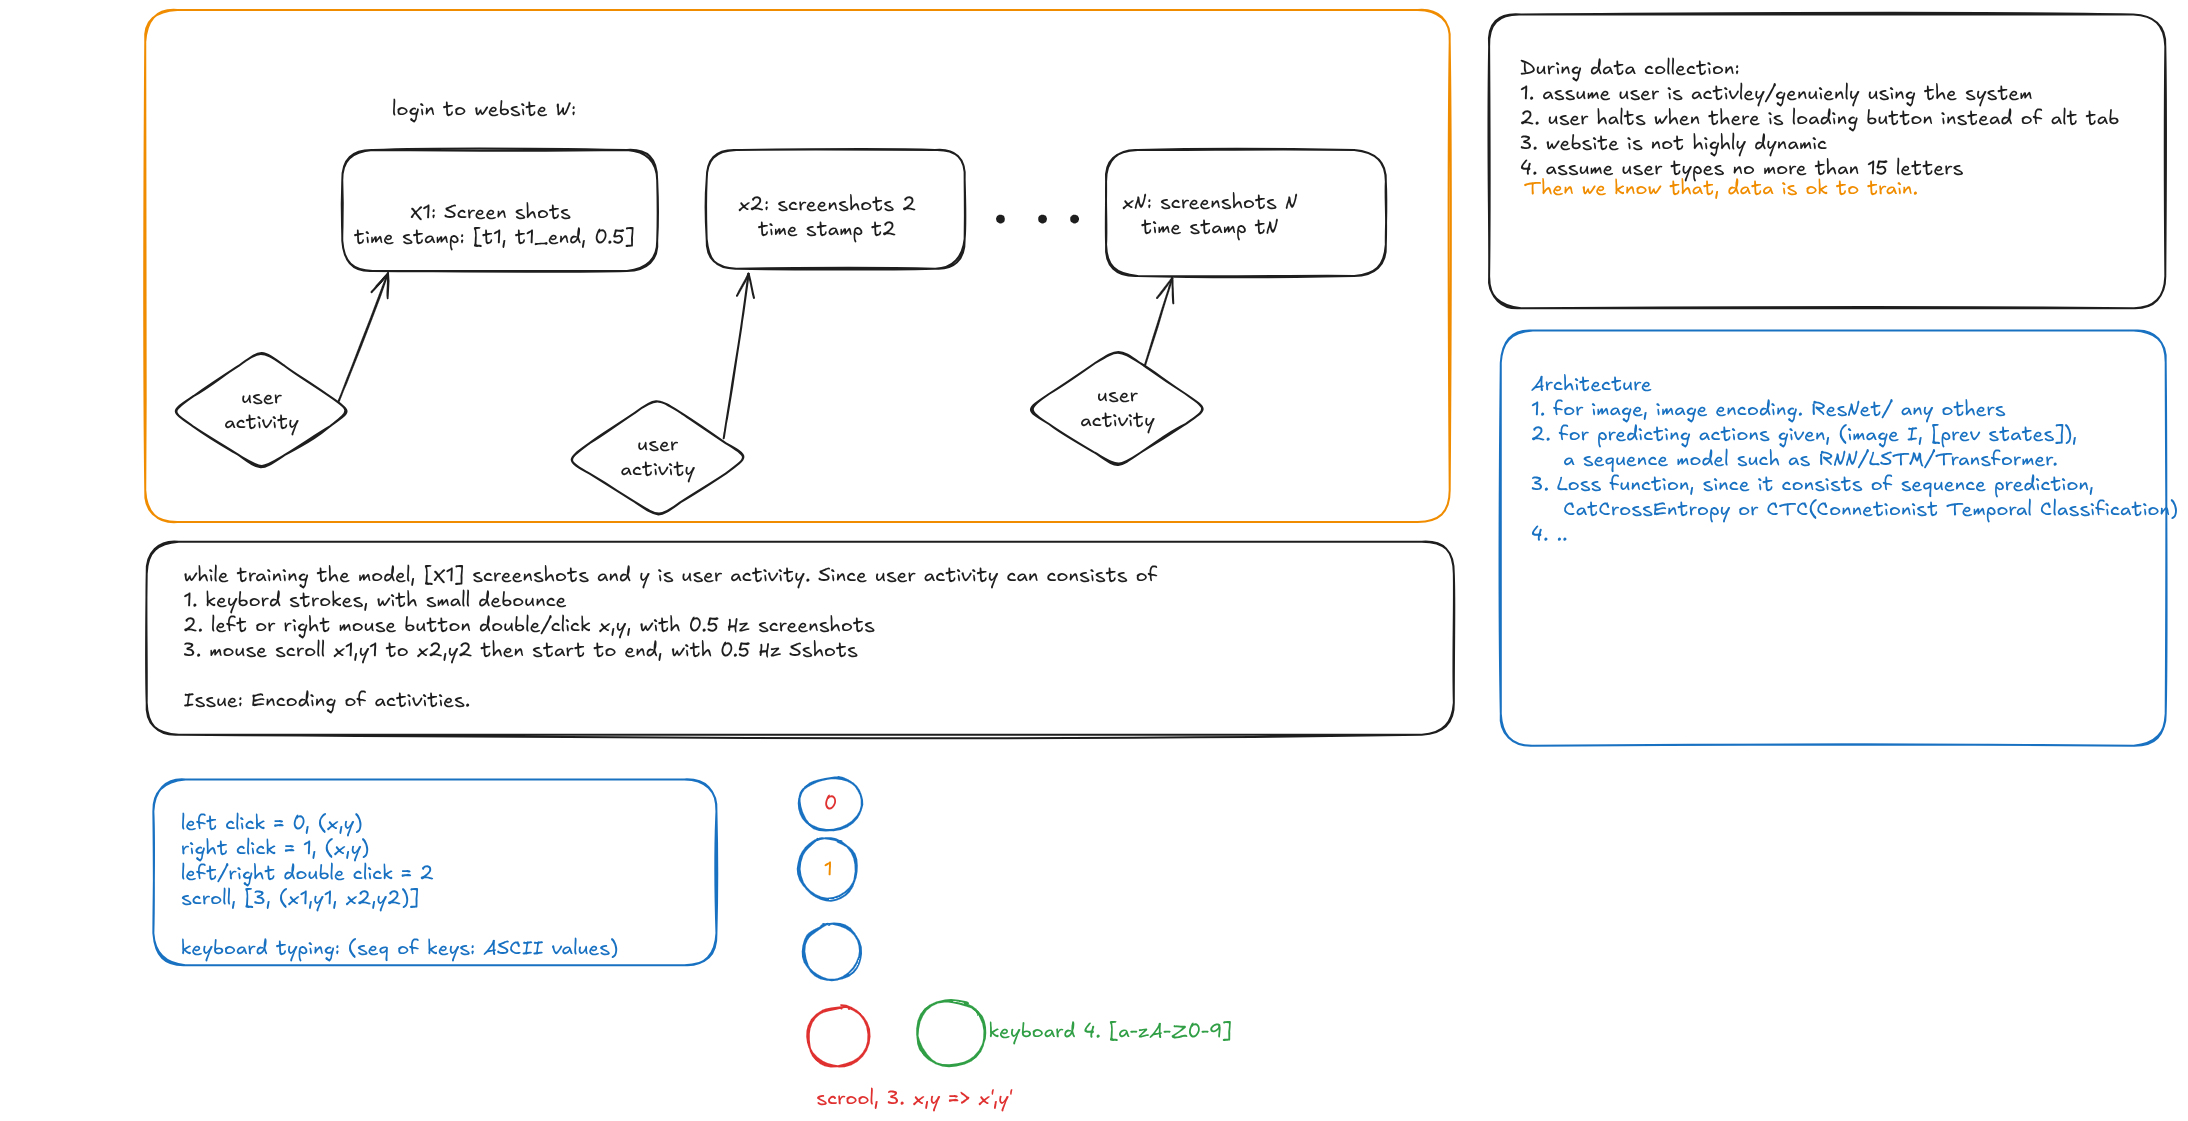 login to website W:
X1: Screen shots
time stamp: [t1, t1_end, 0.5]
x2: screenshots 2
time stamp t2
xN: screenshots N
time stamp tN
user
activity
user
activity
user
activity
During data collection:
1. assume user is activley/genuienly using the system
2. user halts when there is loading button instead of alt tab
3. website is not highly dynamic
4. assume user types no more than 15 letters
Then we know that, data is ok to train.
Architecture
1. for image, image encoding. ResNet/ any others
2. for predicting actions given, (image I, [prev states]),
a sequence model such as RNN/LSTM/Transformer.
3. Loss function, since it consists of sequence prediction,
CatCrossEntropy or CTC(Connetionist Temporal Classification)
4. ..
while training the model, [X1] screenshots and y is user activity. Since user activity can consists of
1. keybord strokes, with small debounce
2. left or right mouse button double/click x,y, with 0.5 Hz screenshots
3. mouse scroll x1,y1 to x2,y2 then start to end, with 0.5 Hz Sshots
Issue: Encoding of activities.
left click = 0, (x,y)
right click = 1, (x,y)
left/right double click = 2
scroll, [3, (x1,y1, x2,y2)]
keyboard typing: (seq of keys: ASCII values)
0
1
keyboard 4. [a-zA-Z0-9]
scrool, 3. x,y => x',y'